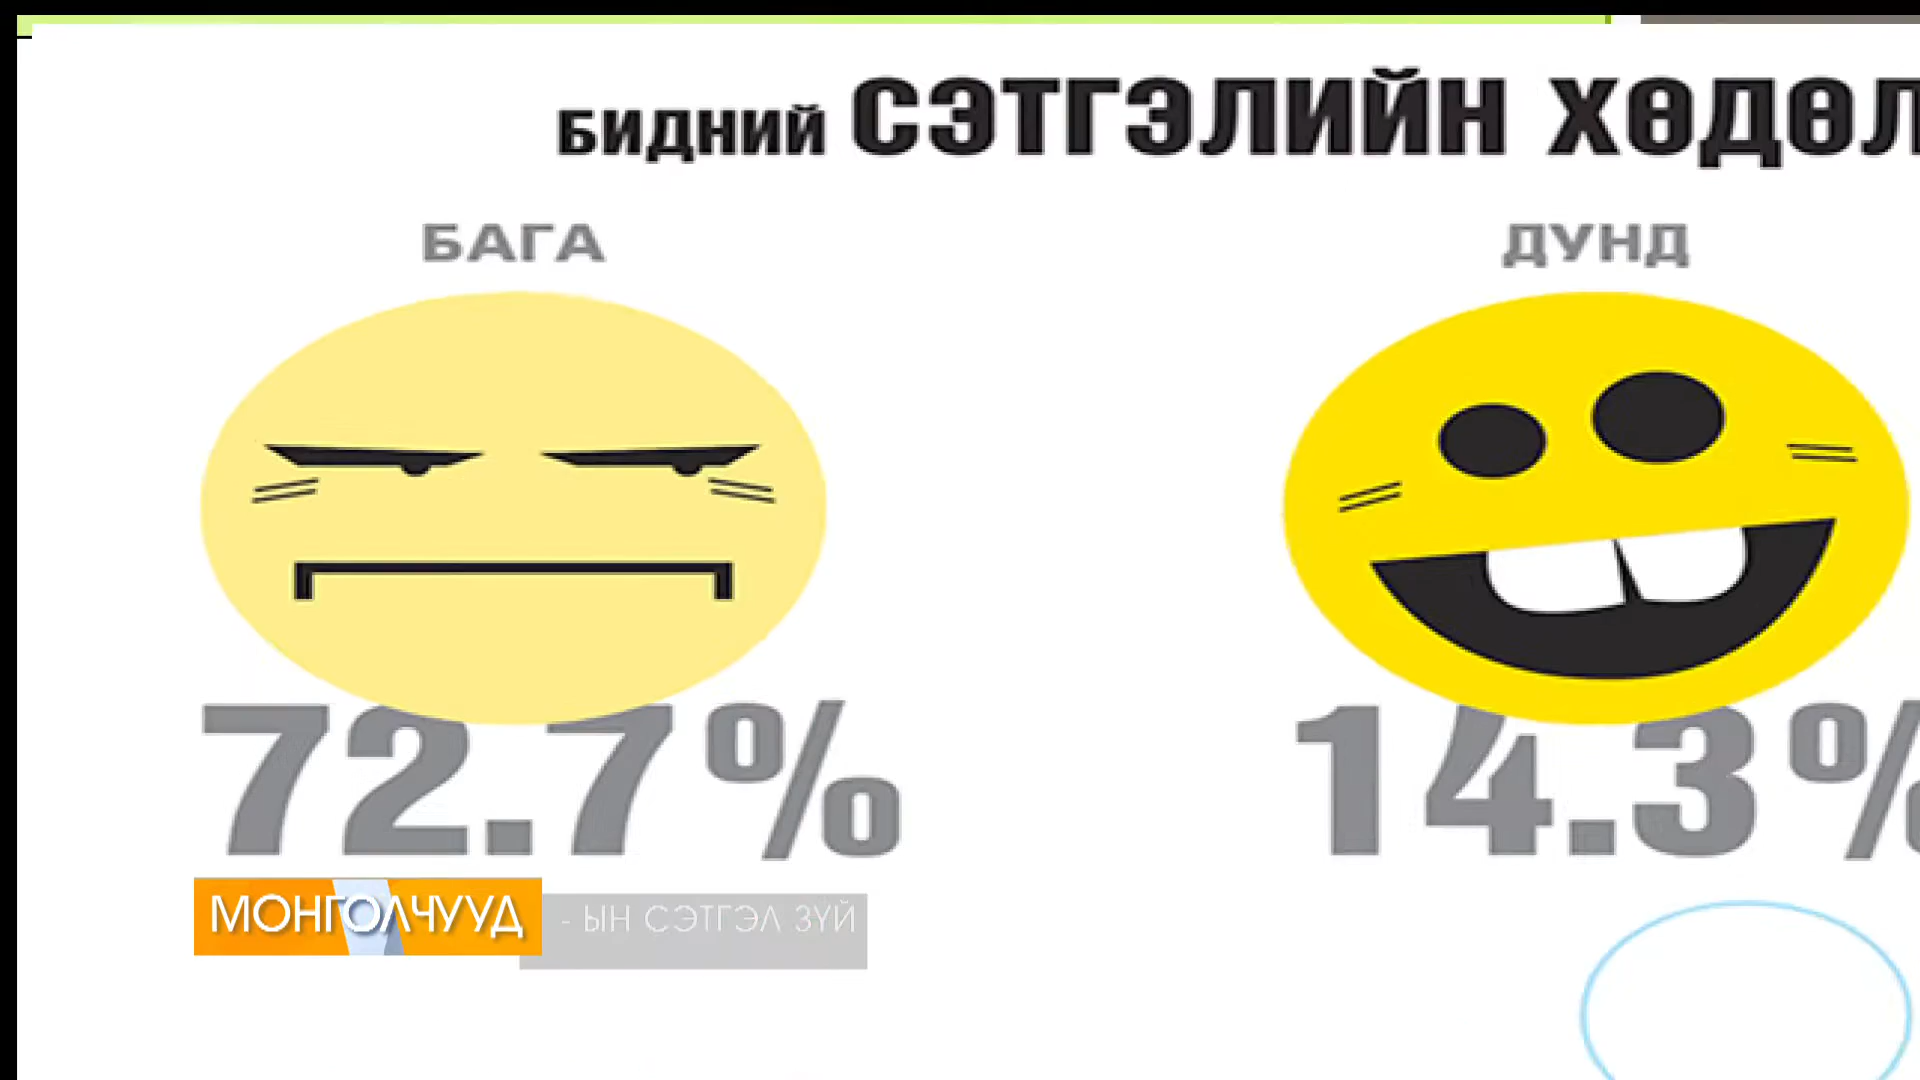 БИДНИЙ СЭТГЭЛИЙН ХӨДӨЛ
БАГА
ДУНД
72.7%
14.3%
МОНГОЛЧУУД
- ЫН СЭТГЭЛ ЗҮЙ